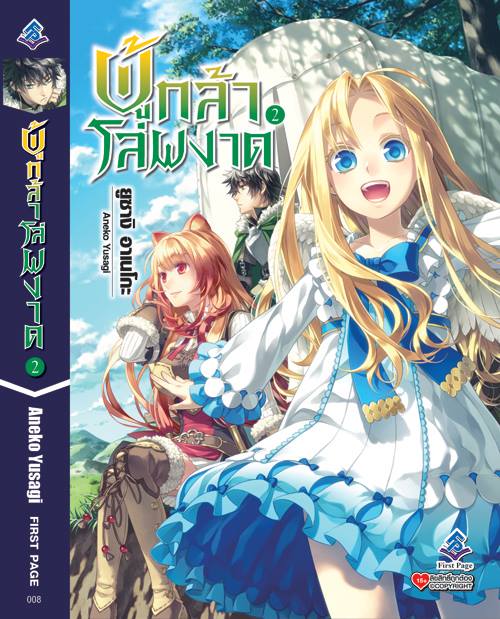 ผู้กล้า
โล่ผงาด
2
ยูซางิ อาเนโกะ
Aneko Yusagi
First Page
15+
ลิขสิทธิ์ถูกต้อง
©COPYRIGHT
ผู้กล้าโล่ผงาด
2
Aneko Yusagi
FIRST PAGE
008